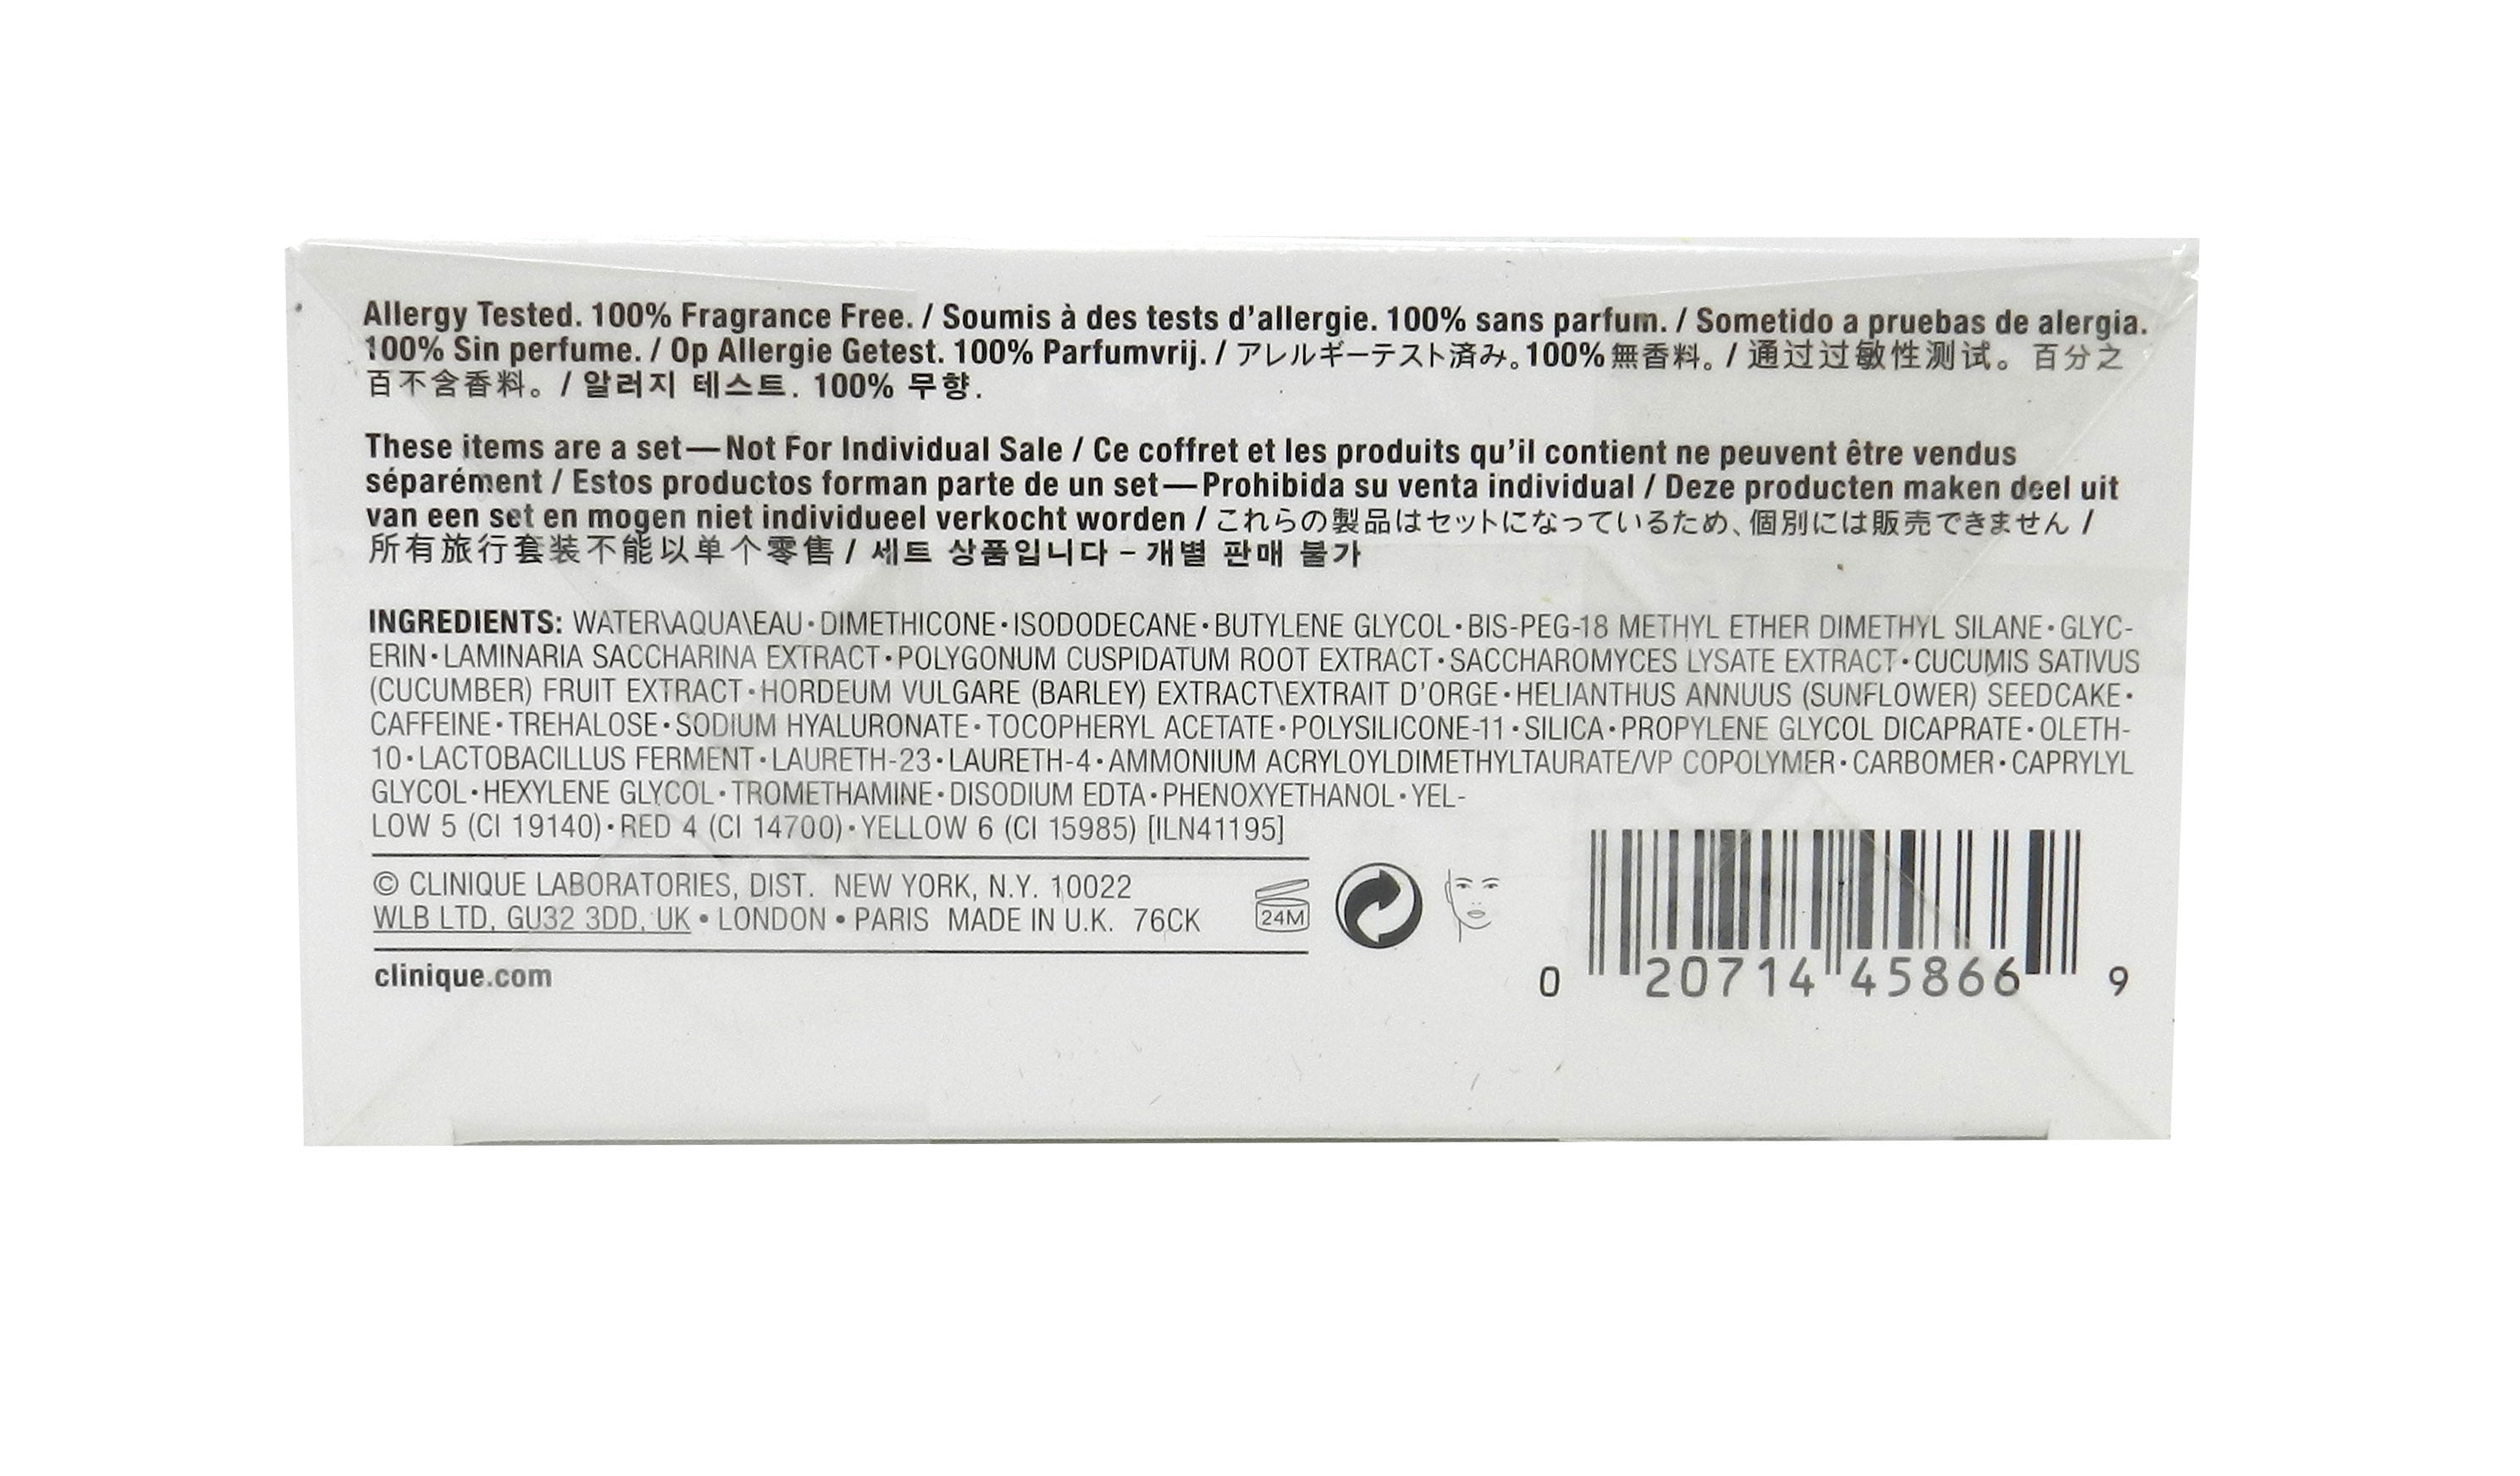 Allergy Tested. 100% Fragrance Free. / Soumis à des tests d'allergie. 100% sans parfum. / Sometido a pruebas de alergia.
100% Sin perfume. / Op Allergie Getest. 100% Parfumvrij. / アレルギーテスト済み。100%無香料。 / 通过过敏性测试。百分之
百不含香料。 / 알러지 테스트. 100% 무향.
These items are a set—Not For Individual Sale / Ce coffret et les produits qu'il contient ne peuvent être vendus
séparément / Estos productos forman parte de un set—Prohibida su venta individual / Deze producten maken deel uit
van een set en mogen niet individueel verkocht worden / これらの製品はセットになっているため、個別には販売できません /
所有旅行套装不能以单个零售 / 세트 상품입니다 – 개별 판매 불가
INGREDIENTS: WATER\AQUA\EAU • DIMETHICONE • ISODODECANE • BUTYLENE GLYCOL • BIS-PEG-18 METHYL ETHER DIMETHYL SILANE • GLYC-
ERIN • LAMINARIA SACCHARINA EXTRACT • POLYGONUM CUSPIDATUM ROOT EXTRACT • SACCHAROMYCES LYSATE EXTRACT • CUCUMIS SATIVUS
(CUCUMBER) FRUIT EXTRACT • HORDEUM VULGARE (BARLEY) EXTRACT\EXTRAIT D'ORGE • HELIANTHUS ANNUUS (SUNFLOWER) SEEDCAKE •
CAFFEINE • TREHALOSE • SODIUM HYALURONATE • TOCOPHERYL ACETATE • POLYSILICONE-11 • SILICA • PROPYLENE GLYCOL DICAPRATE • OLETH-
10 • LACTOBACILLUS FERMENT • LAURETH-23 • LAURETH-4 • AMMONIUM ACRYLOYLDIMETHYLTAURATE/VP COPOLYMER • CARBOMER • CAPRYLYL
GLYCOL • HEXYLENE GLYCOL • TROMETHAMINE • DISODIUM EDTA • PHENOXYETHANOL • YEL-
LOW 5 (CI 19140) • RED 4 (CI 14700) • YELLOW 6 (CI 15985) [ILN41195]
© CLINIQUE LABORATORIES, DIST. NEW YORK, N.Y. 10022
WLB LTD, GU32 3DD, UK • LONDON • PARIS MADE IN U.K. 76CK
24M
clinique.com
0 20714 45866 9